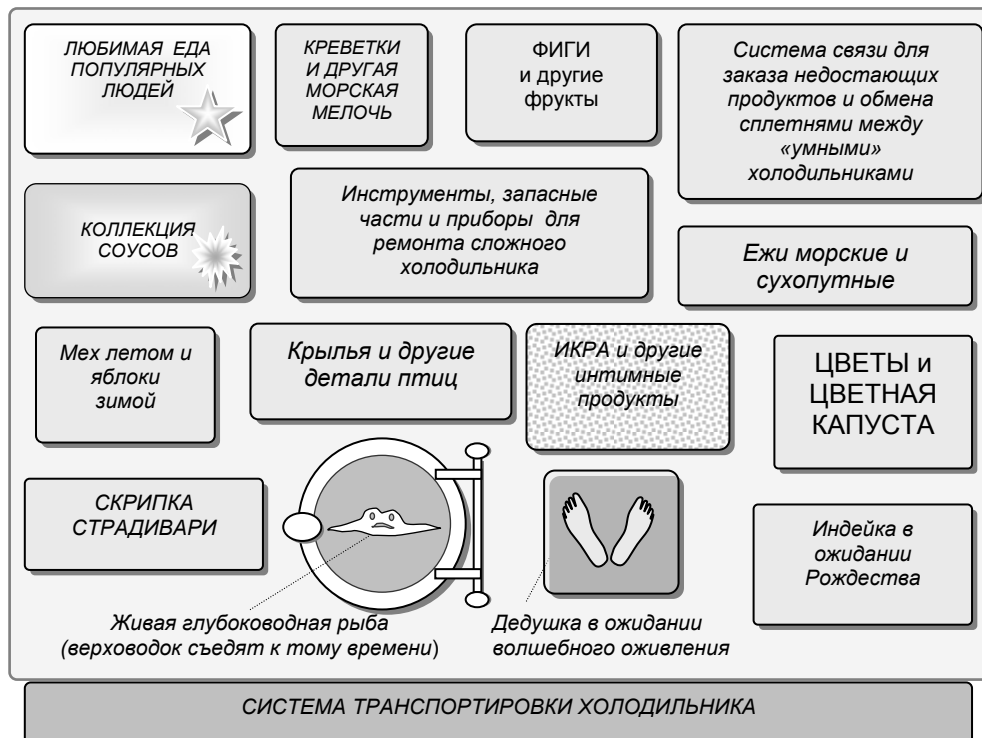 ЛЮБИМАЯ ЕДА
ПОПУЛЯРНЫХ
ЛЮДЕЙ
КРЕВЕТКИ
И ДРУГАЯ
МОРСКАЯ
МЕЛОЧЬ
ФИГИ
и другие
фрукты
Система связи для
заказа недостающих
продуктов и обмена
сплетнями между
«умными»
холодильниками
КОЛЛЕКЦИЯ
СОУСОВ
Инструменты, запасные
части и приборы для
ремонта сложного
холодильника
Ежи морские и
сухопутные
Мех летом и
яблоки
зимой
Крылья и другие
детали птиц
ИКРА и другие
интимные
продукты
ЦВЕТЫ и
ЦВЕТНАЯ
КАПУСТА
СКРИПКА
СТРАДИВАРИ
Индейка в
ожидании
Рождества
Живая глубоководная рыба
(верховодок съедят к тому времени)
Дедушка в ожидании
волшебного оживления
СИСТЕМА ТРАНСПОРТИРОВКИ ХОЛОДИЛЬНИКА